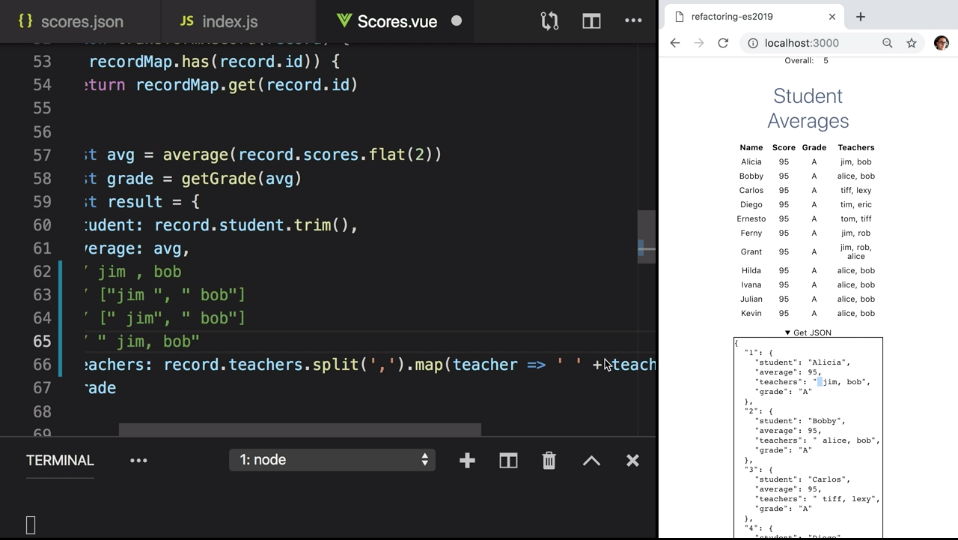 { } scores.json
JS index.js
Scores.vue
53 recordMap.has(record.id)) {
54 eturn recordMap.get(record.id)
55
56
57 st avg = average(record.scores.flat(2))
58 st grade = getGrade(avg)
59 st result = {
60 tudent: record.student.trim(),
61 verage: avg,
62 / jim , bob
63 / ["jim ", " bob"]
64 / [" jim", " bob"]
65 / " jim, bob"
66 eachers: record.teachers.split(',').map(teacher => ' ' + teach
67 rade
68
69
TERMINAL
1: node
refactoring-es2019
localhost:3000
Overall: 5
Student
Averages
Name Score Grade Teachers
Alicia 95 A jim, bob
Bobby 95 A alice, bob
Carlos 95 A tiff, lexy
Diego 95 A tim, eric
Ernesto 95 A tom, tiff
Ferny 95 A jim, rob
Grant 95 A jim, rob,
alice
Hilda 95 A alice, bob
Ivana 95 A alice, bob
Julian 95 A alice, bob
Kevin 95 A alice, bob
▼ Get JSON
{
"1": {
"student": "Alicia",
"average": 95,
"teachers": " jim, bob",
"grade": "A"
},
"2": {
"student": "Bobby",
"average": 95,
"teachers": " alice, bob",
"grade": "A"
},
"3": {
"student": "Carlos",
"average": 95,
"teachers": " tiff, lexy",
"grade": "A"
},
"4": {
"student": "Diego",